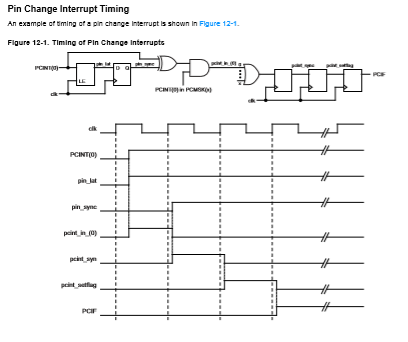 Pin Change Interrupt Timing
An example of timing of a pin change interrupt is shown in Figure 12-1.
Figure 12-1. Timing of Pin Change Interrupts
PCINT(0)
LE
clk
pin_lat
D Q
pin_sync
PCINT(0) in PCMSK(x)
pcint_in_(0)
0
x
clk
pcint_sync
pcint_setflag
PCIF
clk
PCINT(0)
pin_lat
pin_sync
pcint_in_(0)
pcint_syn
pcint_setflag
PCIF